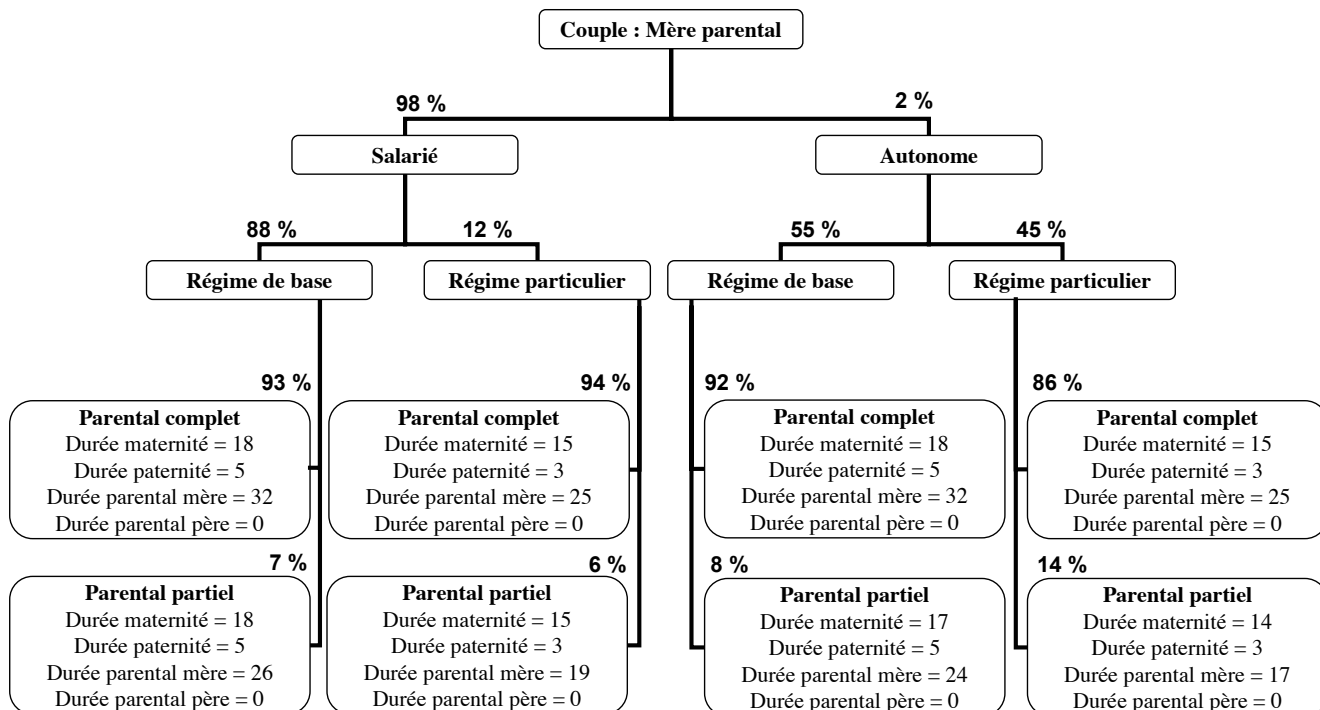 Couple : Mère parental
98 %
2 %
Salarié
Autonome
88 %
12 %
55 %
45 %
Régime de base
Régime particulier
Régime de base
Régime particulier
93 %
Parental complet
Durée maternité = 18
Durée paternité = 5
Durée parental mère = 32
Durée parental père = 0
94 %
Parental complet
Durée maternité = 15
Durée paternité = 3
Durée parental mère = 25
Durée parental père = 0
92 %
Parental complet
Durée maternité = 18
Durée paternité = 5
Durée parental mère = 32
Durée parental père = 0
86 %
Parental complet
Durée maternité = 15
Durée paternité = 3
Durée parental mère = 25
Durée parental père = 0
7 %
Parental partiel
Durée maternité = 18
Durée paternité = 5
Durée parental mère = 26
Durée parental père = 0
6 %
Parental partiel
Durée maternité = 15
Durée paternité = 3
Durée parental mère = 19
Durée parental père = 0
8 %
Parental partiel
Durée maternité = 17
Durée paternité = 5
Durée parental mère = 24
Durée parental père = 0
14 %
Parental partiel
Durée maternité = 14
Durée paternité = 3
Durée parental mère = 17
Durée parental père = 0